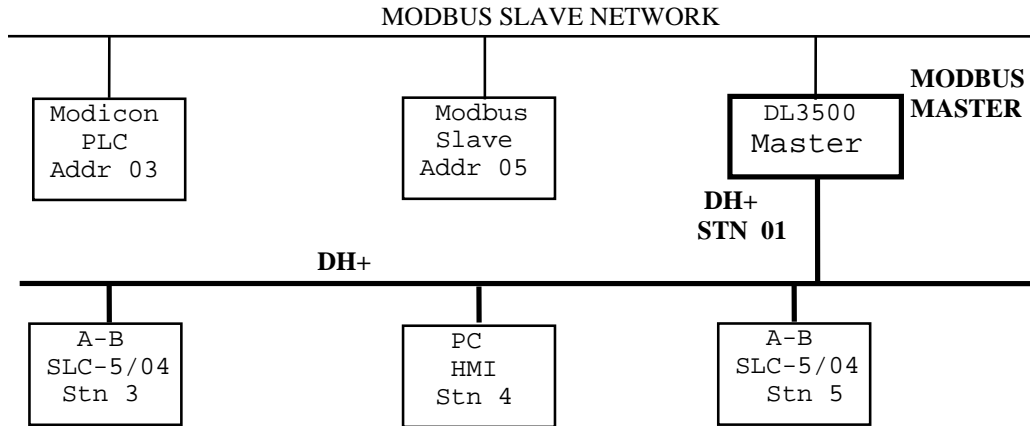 MODBUS SLAVE NETWORK
Modicon
PLC
Addr 03
Modbus
Slave
Addr 05
DL3500
Master
MODBUS
MASTER
DH+
STN 01
DH+
A-B
SLC-5/04
Stn 3
PC
HMI
Stn 4
A-B
SLC-5/04
Stn 5